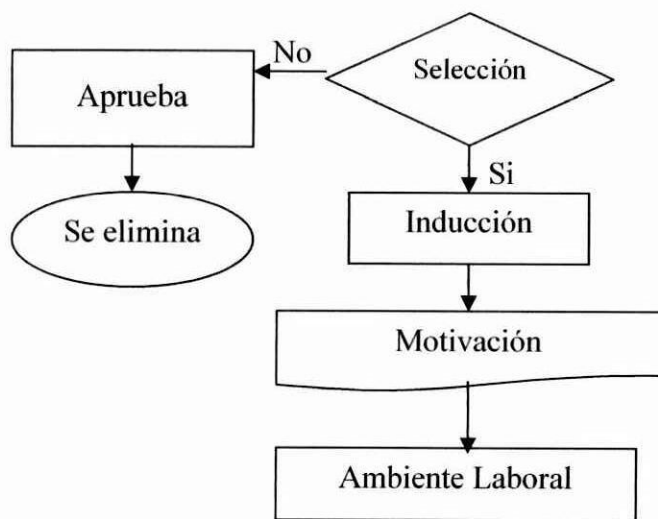 No
Selección
Aprueba
Si
Se elimina
Inducción
Motivación
Ambiente Laboral